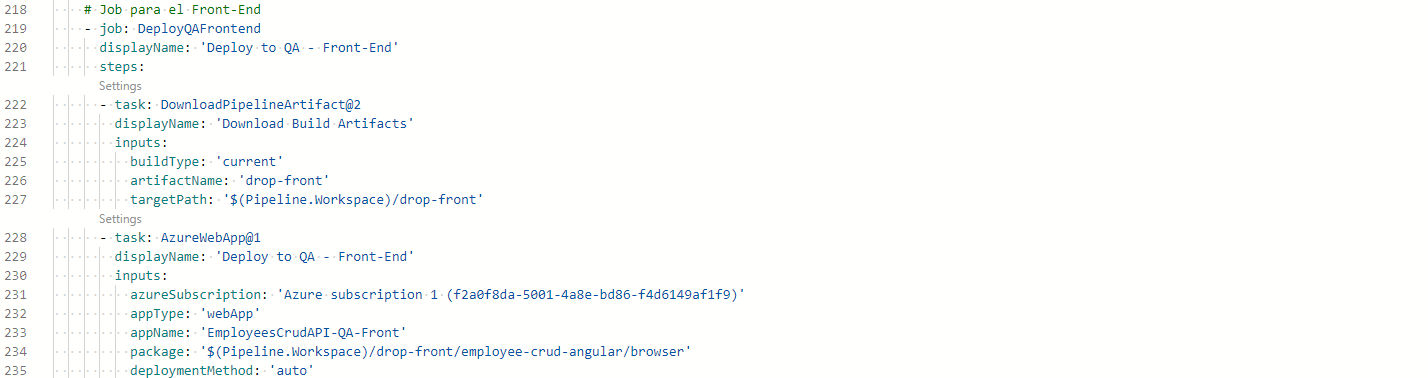 218 # Job para el Front-End
219 - job: DeployQAFrontend
220 displayName: 'Deploy to QA - Front-End'
221 steps:
Settings
222 - task: DownloadPipelineArtifact@2
223 displayName: 'Download Build Artifacts'
224 inputs:
225 buildType: 'current'
226 artifactName: 'drop-front'
227 targetPath: '$(Pipeline.Workspace)/drop-front'
Settings
228 - task: AzureWebApp@1
229 displayName: 'Deploy to QA - Front-End'
230 inputs:
231 azureSubscription: 'Azure subscription 1 (f2a0f8da-5001-4a8e-bd86-f4d6149af1f9)'
232 appType: 'webApp'
233 appName: 'EmployeesCrudAPI-QA-Front'
234 package: '$(Pipeline.Workspace)/drop-front/employee-crud-angular/browser'
235 deploymentMethod: 'auto'